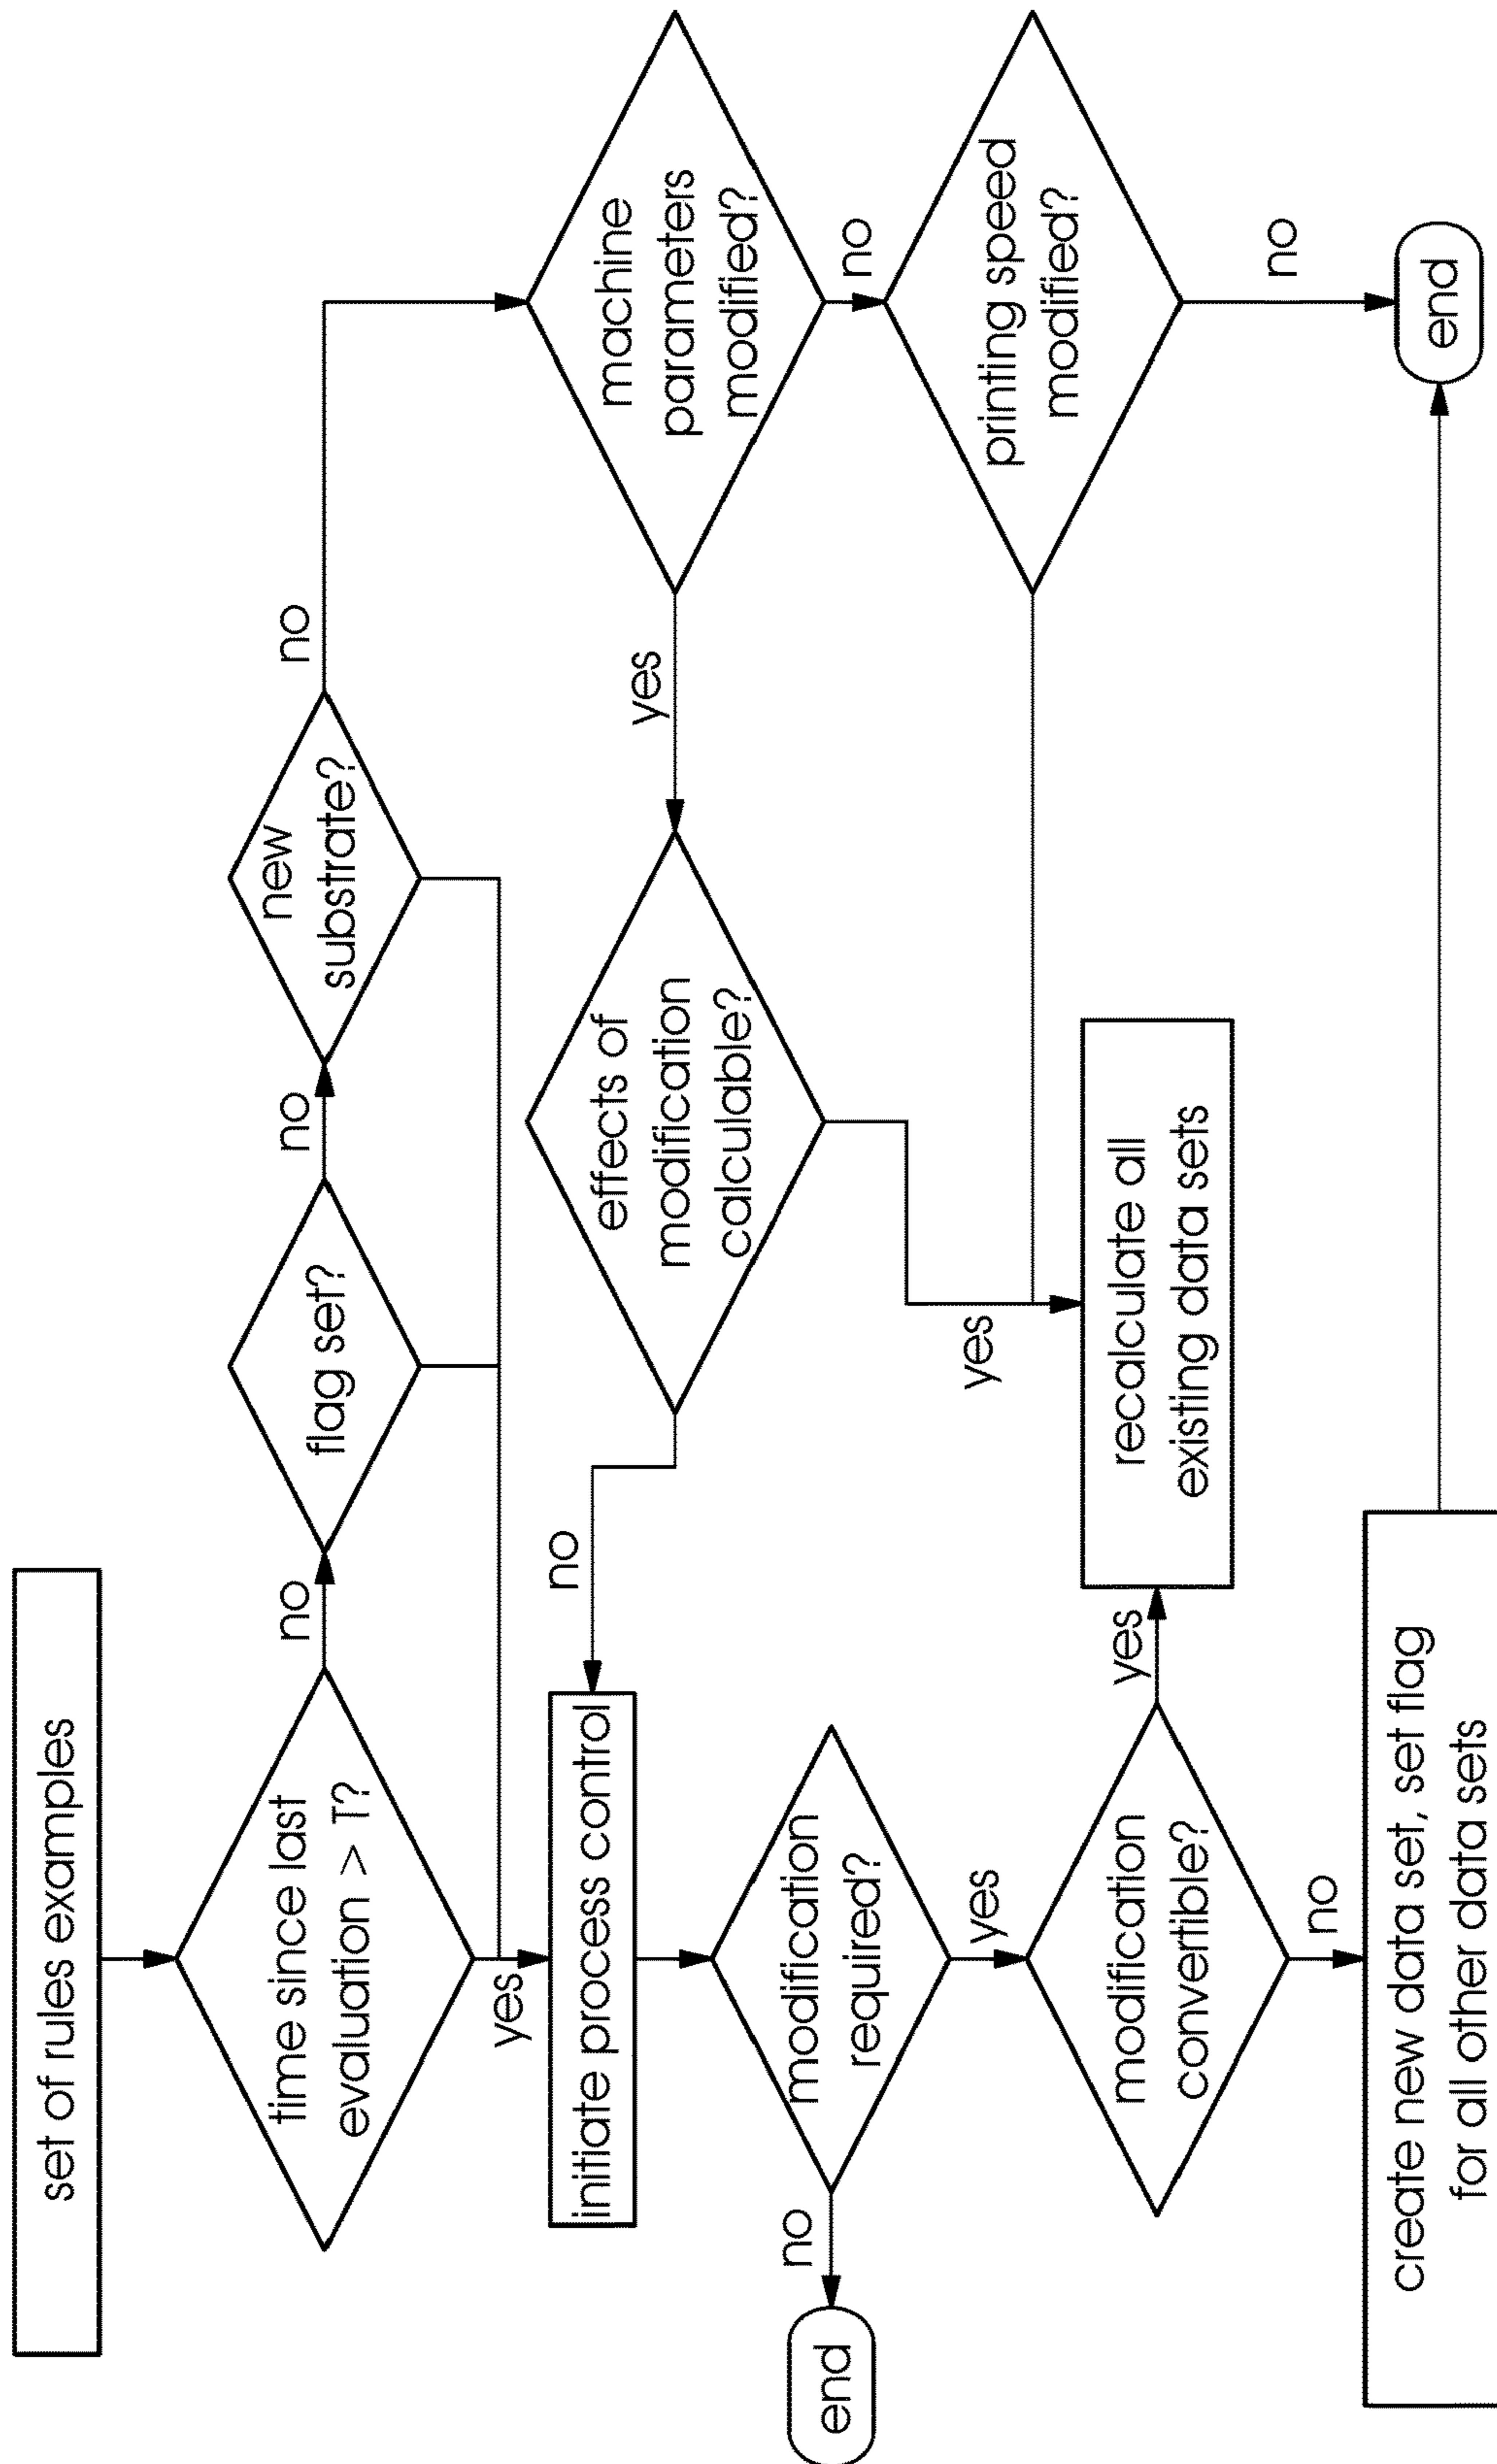 set of rules examples
time since last
evaluation > T?
no
flag set?
no
new
substrate?
no
yes
initiate process control
no
effects of
modification
calculable?
yes
machine
parameters
modified?
no
modification
required?
no
end
yes
yes
printing speed
modified?
no
modification
convertible?
yes
recalculate all
existing data sets
no
create new data set, set flag
for all other data sets
end